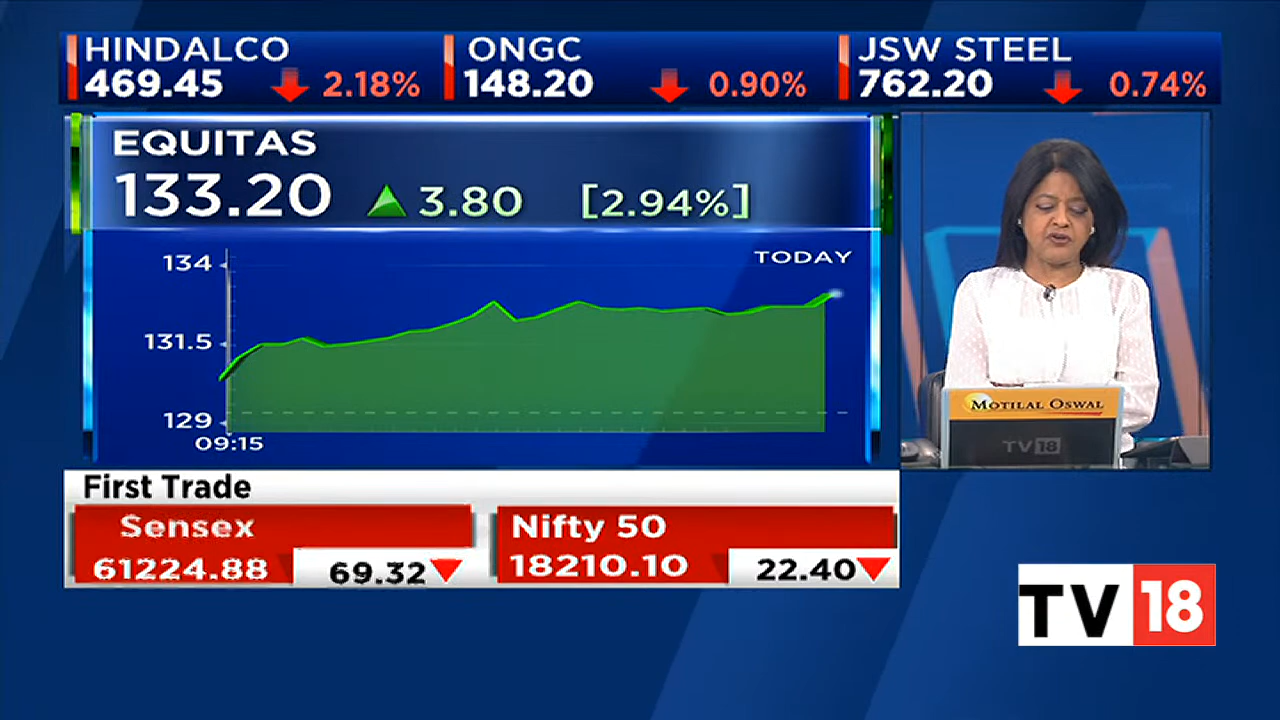 HINDALCO
469.45 2.18%
ONGC
148.20 0.90%
JSW STEEL
762.20 0.74%
EQUITAS
133.20 3.80 [2.94%]
TODAY
134
131.5
129
09:15
MOTILAL OSWAL
TV18
First Trade
Sensex
61224.88 69.32
Nifty 50
18210.10 22.40
TV18